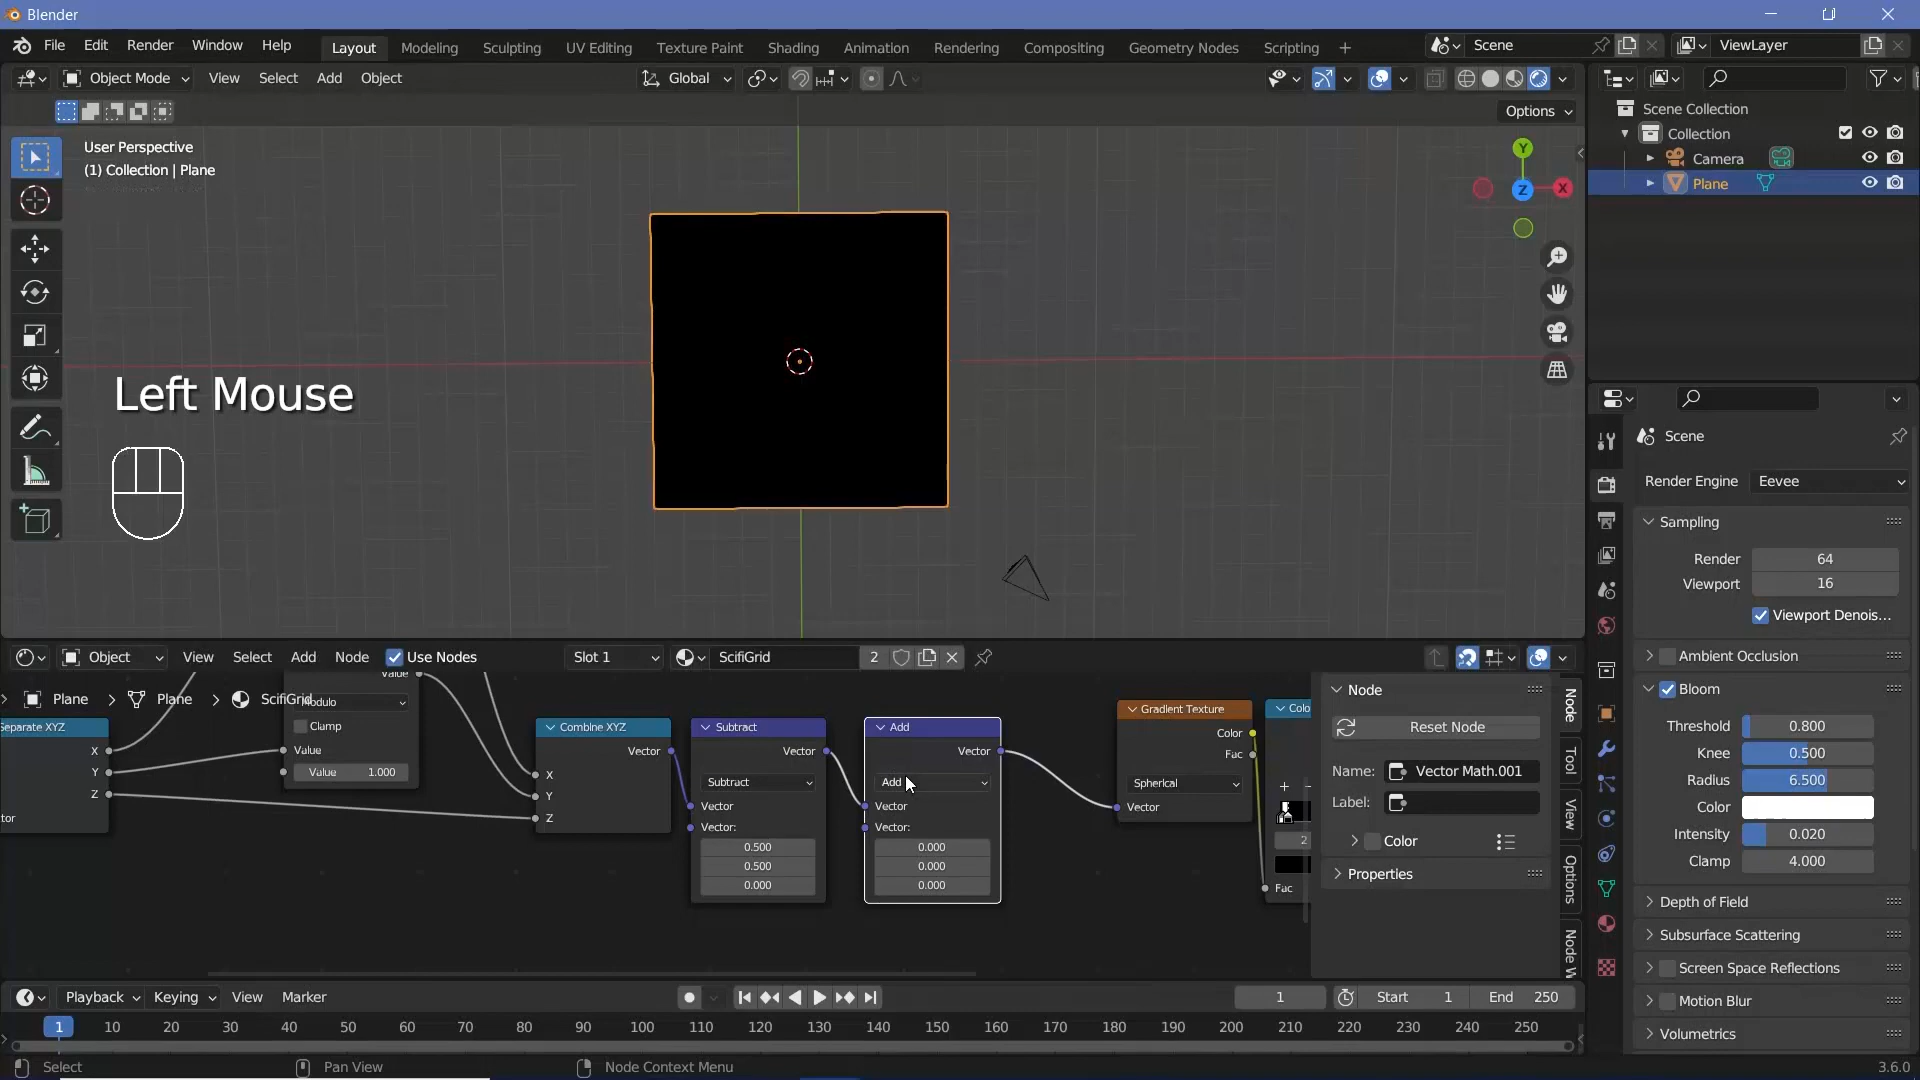 Blender
File Edit Render Window Help
Layout Modeling Sculpting UV Editing Texture Paint Shading Animation Rendering Compositing Geometry Nodes Scripting +
Scene
ViewLayer
Object Mode View Select Add Object
Global
Options
User Perspective
(1) Collection | Plane
Y
Z
X
Left Mouse
Scene Collection
Collection
Camera
Plane
Scene
Render Engine Eevee
Sampling
Render 64
Viewport 16
Viewport Denois...
Ambient Occlusion
Bloom
Threshold 0.800
Knee 0.500
Radius 6.500
Color
Intensity 0.020
Clamp 4.000
Depth of Field
Subsurface Scattering
Screen Space Reflections
Motion Blur
Volumetrics
Object View Select Add Node Use Nodes Slot 1 ScifiGrid 2
Plane > Plane > ScifiGrid
Separate XYZ
X
Y
Z
tor
Value
Modulo
Clamp
Value
Value 1.000
Combine XYZ
Vector
X
Y
Z
Subtract
Vector
Subtract
Vector
Vector:
0.500
0.500
0.000
Add
Vector
Add
Vector
Vector:
0.000
0.000
0.000
Gradient Texture
Color
Fac
Spherical
Vector
Colo
2
Fac
Node
Reset Node
Name: Vector Math.001
Label:
Color
Properties
Node
Tool
View
Options
Node W
Playback Keying View Marker
1 Start 1 End 250
1 10 20 30 40 50 60 70 80 90 100 110 120 130 140 150 160 170 180 190 200 210 220 230 240 250
Select Pan View Node Context Menu 3.6.0